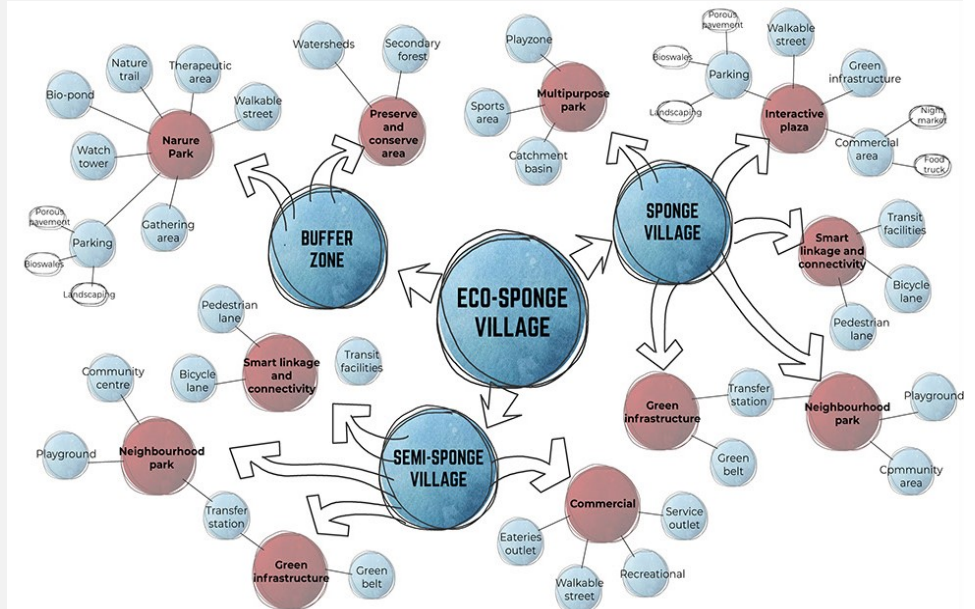 Nature
trail
Therapeutic
area
Bio-pond
Walkable
street
Narure
Park
Watch
tower
Gathering
area
Porous
pavement
Parking
Bioswales
Landscaping
Watersheds
Secondary
forest
Preserve
and
conserve
area
BUFFER
ZONE
Playzone
Multipurpose
park
Sports
area
Catchment
basin
Porous
pavement
Bioswales
Parking
Landscaping
Walkable
street
Green
infrastructure
Interactive
plaza
Night
market
Commercial
area
Food
truck
SPONGE
VILLAGE
Transit
facilities
Smart
linkage and
connectivity
Bicycle
lane
Pedestrian
lane
ECO-SPONGE
VILLAGE
Pedestrian
lane
Smart linkage
and
connectivity
Transit
facilities
Bicycle
lane
Community
centre
Playground
Neighbourhood
park
Transfer
station
Green
infrastructure
Green
belt
SEMI-SPONGE
VILLAGE
Commercial
Service
outlet
Eateries
outlet
Walkable
street
Recreational
Green
infrastructure
Transfer
station
Green
belt
Neighbourhood
park
Playground
Cpmmunity
area